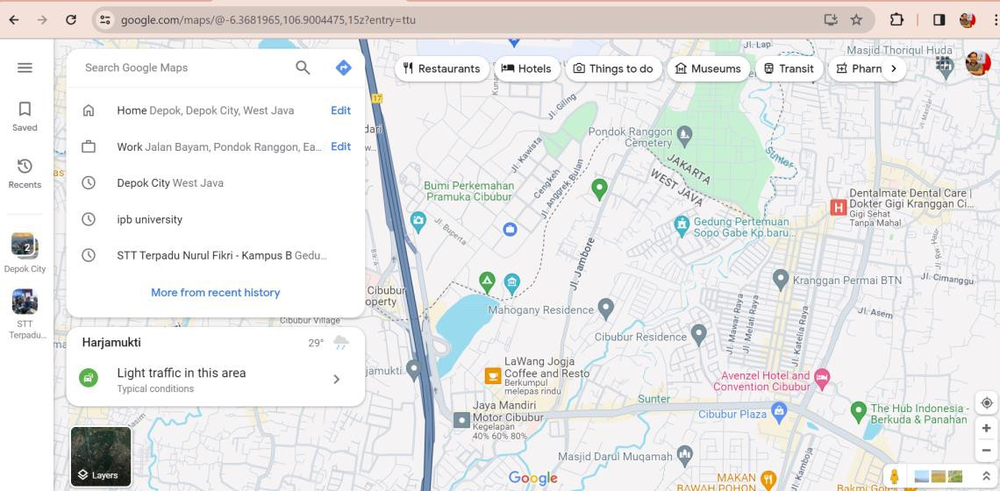 google.com/maps/@-6.3681965,106.9004475,15z?entry=ttu
Search Google Maps
Home Depok, Depok City, West Java
Edit
Work Jalan Bayam, Pondok Ranggon, Ea...
Edit
Depok City West Java
ipb university
STT Terpadu Nurul Fikri - Kampus B Gedu...
More from recent history
Saved
Recents
2
Depok City
STT
Terpadu...
Harjamukti
29°
Light traffic in this area
Typical conditions
Layers
Restaurants
Hotels
Things to do
Museums
Transit
Pharn
Jl. Lap
Masjid Thoriqul Huda
17
Jl. Giling
Pondok Ranggon
Cemetery
JAKARTA
WEST JAVA
Sunter
Jl. Kawista
Cengkeh
Jl. Anggrek Bulan
Bumi Perkemahan
Pramuka Cibubur
Jl. Buperta
Gedung Pertemuan
Sopo Gabe Kp.baru...
Dentalmate Dental Care |
Dokter Gigi Kranggan Ci...
Gigi Sehat
Tanpa Mahal
Jl. Jambore
Kranggan Permai BTN
Jl. Cimanggu
Jl. Asem
Cibubur
operty
Cibubur Village
Mahogany Residence
Cibubur Residence
Jl. Mawar Raya
Jl. Melati Raya
Jl. Katelia Raya
jamukti
LaWang Jogja
Coffee and Resto
Berkumpul
melepas rindu
Avenzel Hotel and
Convention Cibubur
Jaya Mandiri
Motor Cibubur
Kegelapan
40% 60% 80%
Sunter
Cibubur Plaza
The Hub Indonesia -
Berkuda & Panahan
Masjid Darul Muqamah
Jl. Kamboja
MAKAN
BAWAH POHON
Bakmi Golek
Google